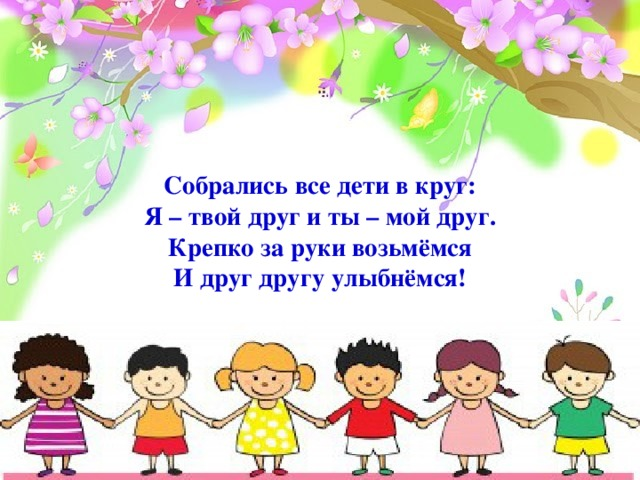 Собрались все дети в круг:
Я – твой друг и ты – мой друг.
Крепко за руки возьмёмся
И друг другу улыбнёмся!